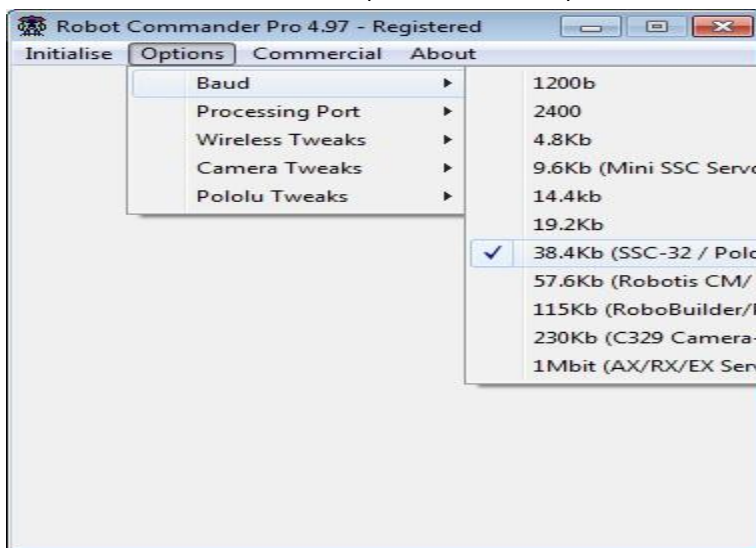 Robot Commander Pro 4.97 - Registered
Initialise Options Commercial About
Baud
Processing Port
Wireless Tweaks
Camera Tweaks
Pololu Tweaks
1200b
2400
4.8Kb
9.6Kb (Mini SSC Servo
14.4kb
19.2Kb
38.4Kb (SSC-32 / Polo
57.6Kb (Robotis CM/
115Kb (RoboBuilder/
230Kb (C329 Camera-
1Mbit (AX/RX/EX Ser